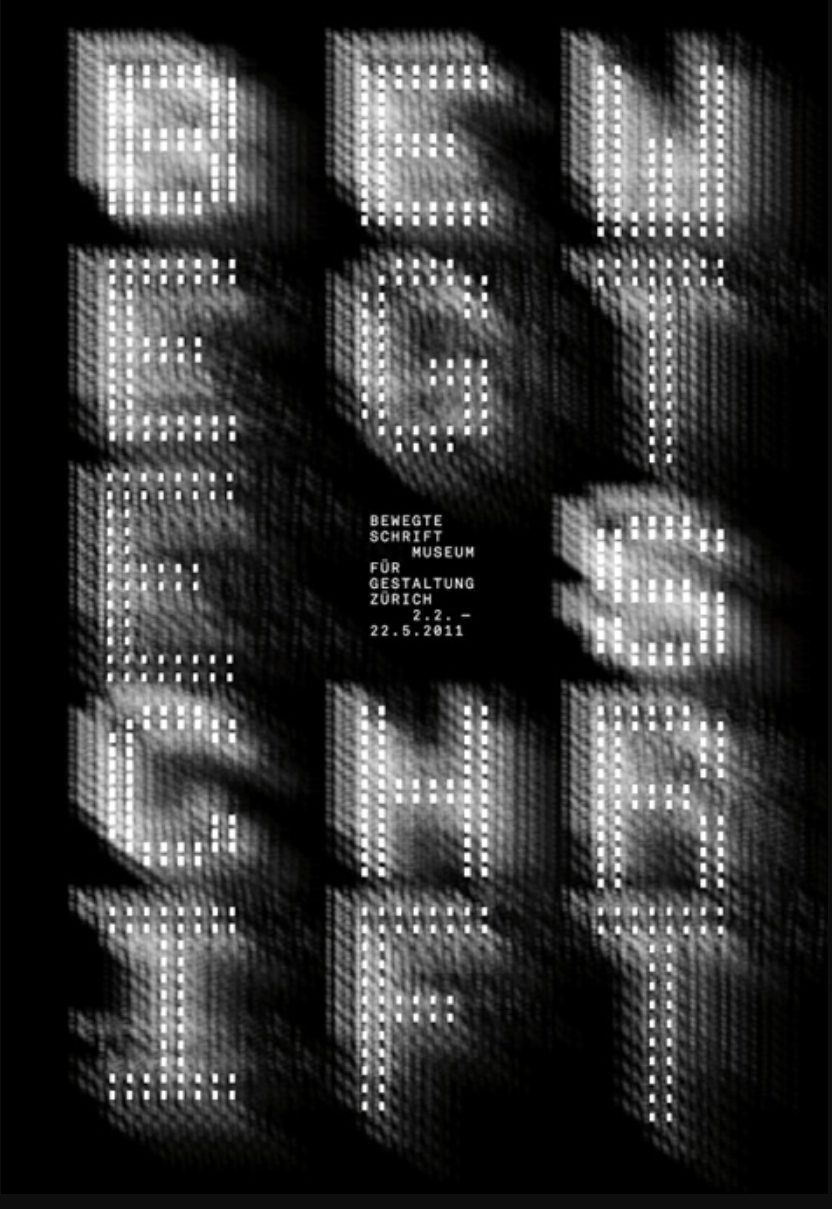 BEW
EGT
E S
CHR
IFT
BEWEGTE
SCHRIFT
MUSEUM
FÜR
GESTALTUNG
ZÜRICH
2.2. –
22.5.2011